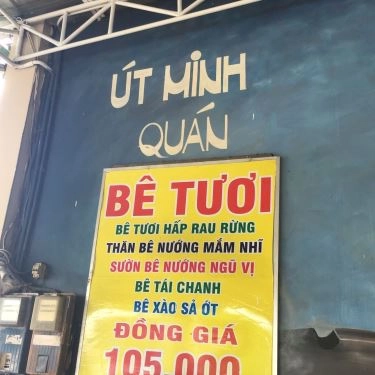 ÚT MINH
QUÁN
BÊ TƯƠI
BÊ TƯƠI HẤP RAU RỪNG
THĂN BÊ NƯỚNG MẮM NHĨ
SƯỜN BÊ NƯỚNG NGŨ VỊ
BÊ TÁI CHANH
BÊ XÀO SẢ ỚT
ĐỒNG GIÁ
105.000